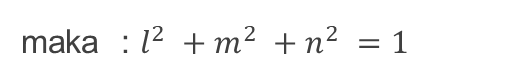 maka : l² + m² + n² = 1